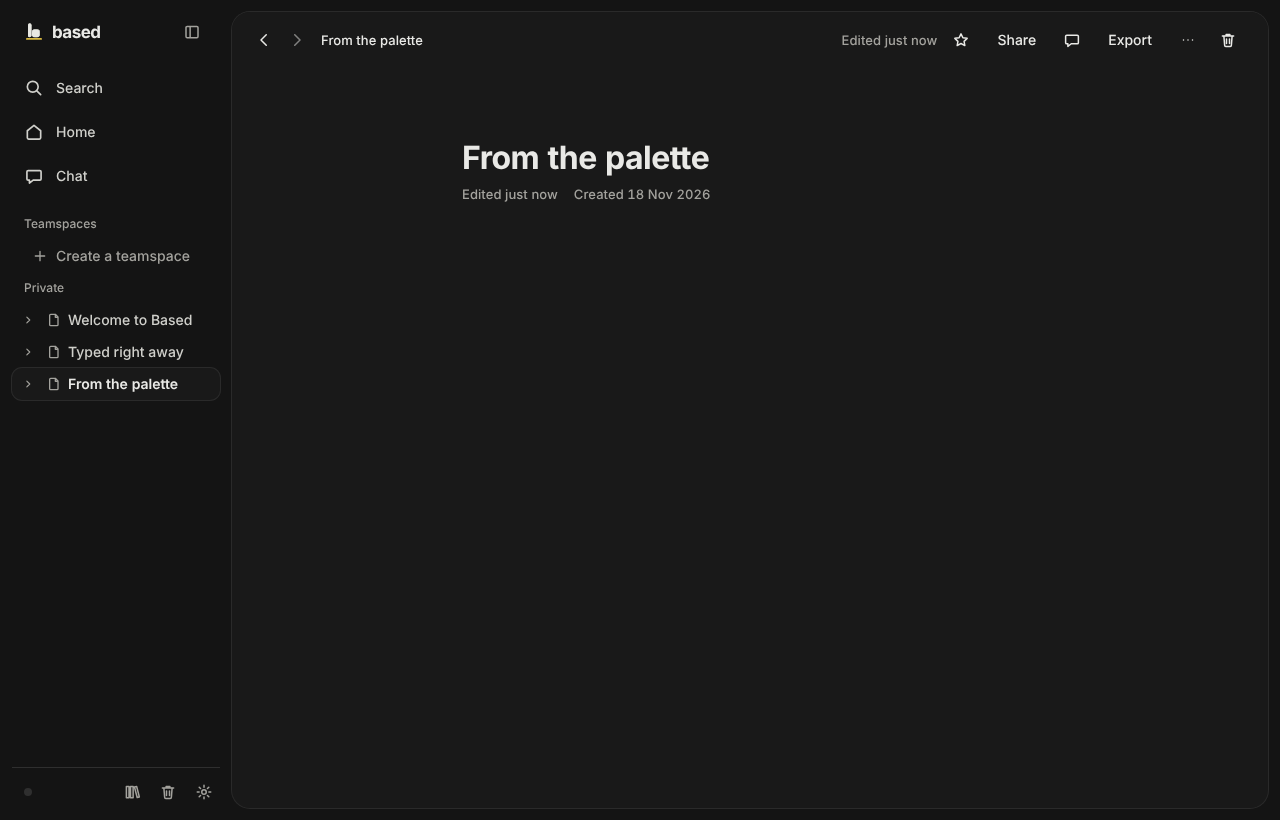 based
Search
Home
Chat
Teamspaces
Create a teamspace
Private
Welcome to Based
Typed right away
From the palette
From the palette
Edited just now
Share
Export
From the palette
Edited just now Created 18 Nov 2026